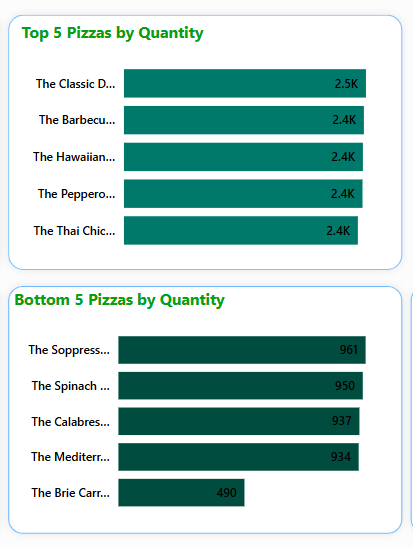 Top 5 Pizzas by Quantity
The Classic D... 2.5K
The Barbecu... 2.4K
The Hawaiian... 2.4K
The Peppero... 2.4K
The Thai Chic... 2.4K
Bottom 5 Pizzas by Quantity
The Soppress... 961
The Spinach ... 950
The Calabres... 937
The Mediterr... 934
The Brie Carr... 490